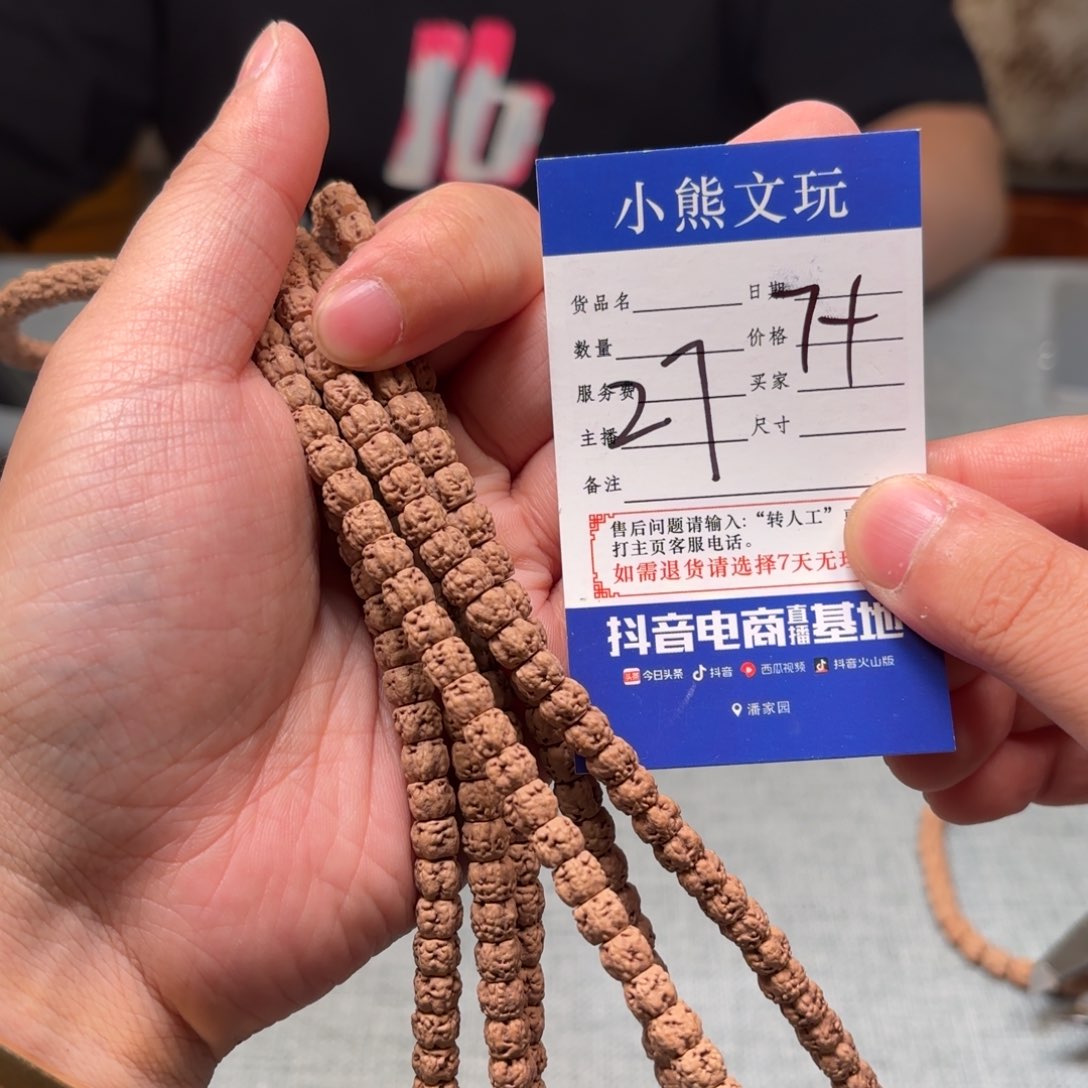 小熊文玩
货品名 日期
数量 价格
服务费 买家
主播 尺寸
27
备注
售后问题请输入：“转人工”
打主页客服电话。
如需退货请选择7天无理
抖音电商直播基地
今日头条 抖音 西瓜视频 抖音火山版
潘家园